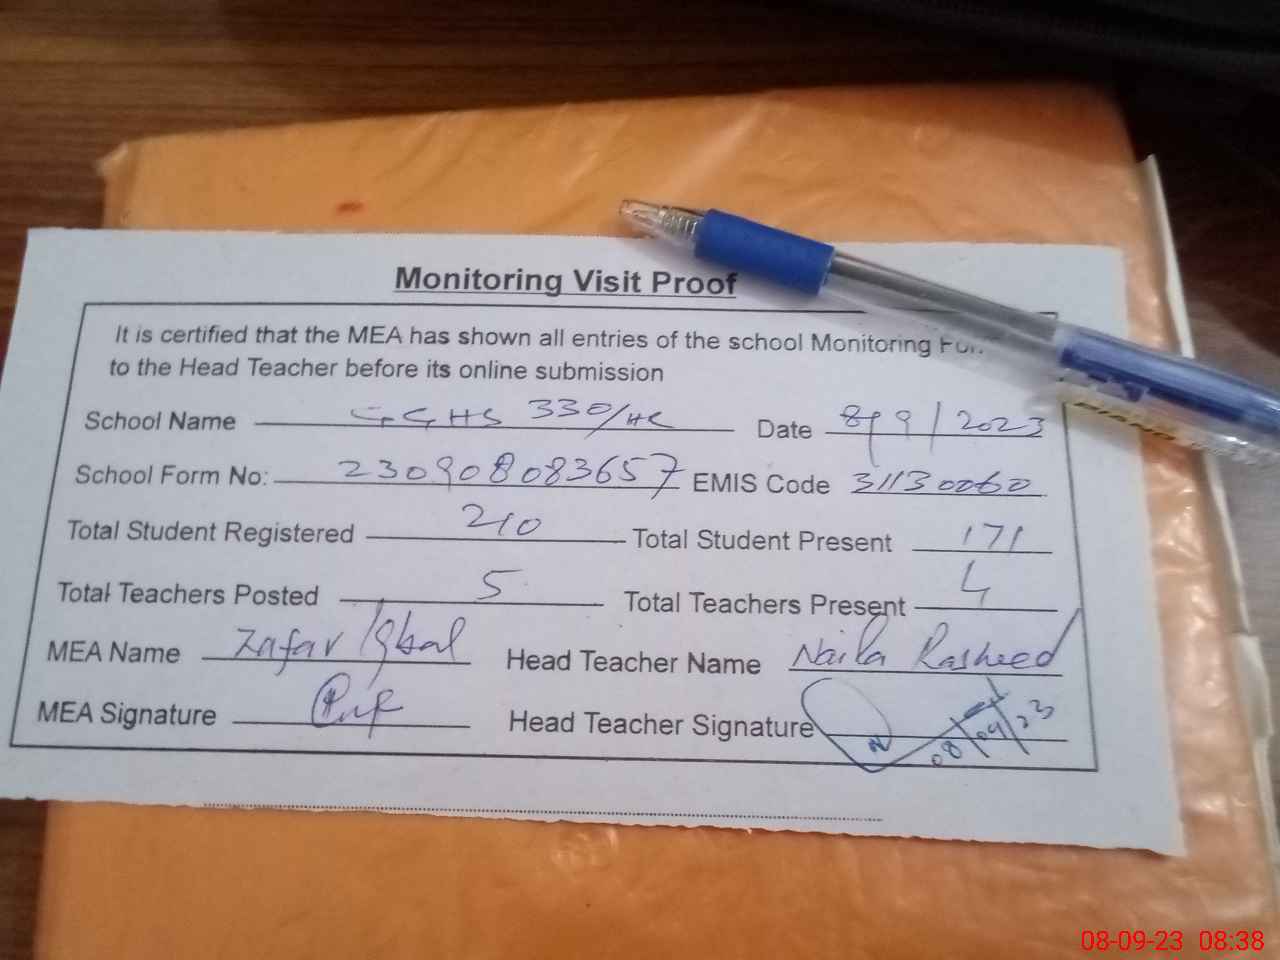 Monitoring Visit Proof
It is certified that the MEA has shown all entries of the school Monitoring
to the Head Teacher before its online submission
School Name GGHS 330/HR Date 8/9/2023
School Form No: 230908083657 EMIS Code 31130060
Total Student Registered 210 Total Student Present 171
Total Teachers Posted 5 Total Teachers Present 4
MEA Name Zafar Iqbal Head Teacher Name Naila Rasheed
MEA Signature Head Teacher Signature 08/09/23
PIANO
08-09-23 08:38